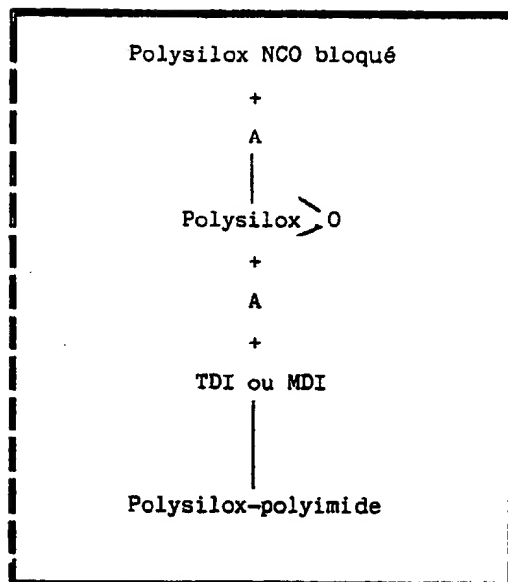 Polysilox NCO bloqué
+
A
Polysilox O
+
A
+
TDI ou MDI
Polysilox-polyimide